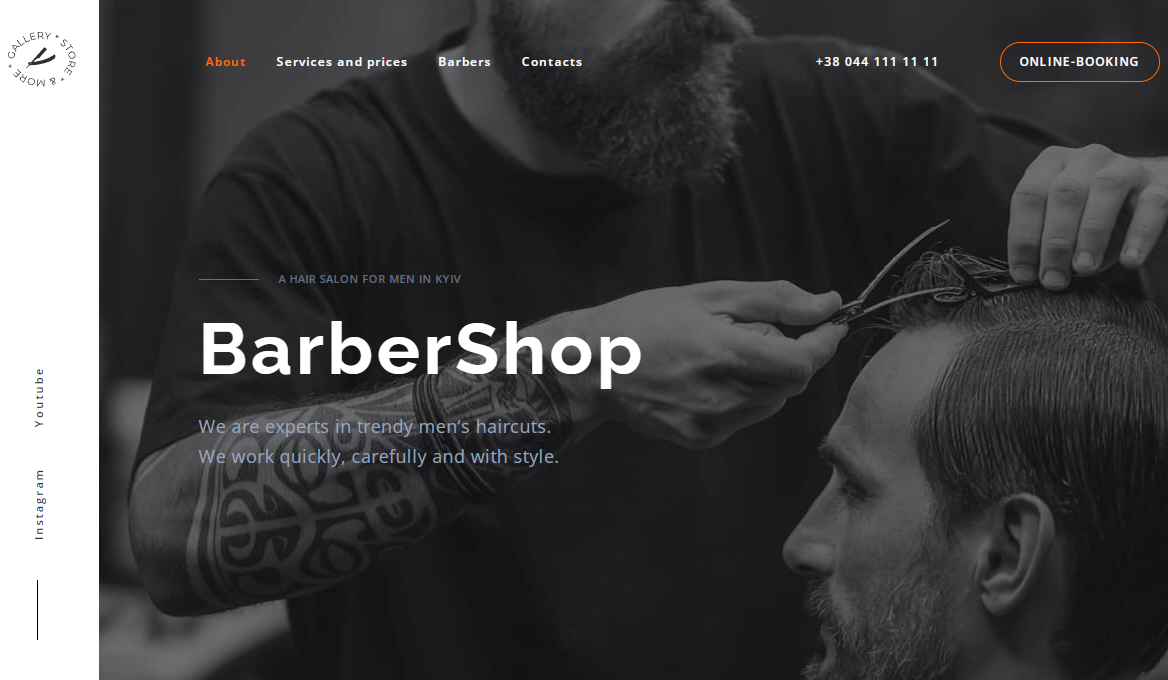 GALLERY * STORE * & MORE *
About
Services and prices
Barbers
Contacts
+38 044 111 11 11
ONLINE-BOOKING
A HAIR SALON FOR MEN IN KYIV
BarberShop
We are experts in trendy men’s haircuts.
We work quickly, carefully and with style.
Youtube
Instagram